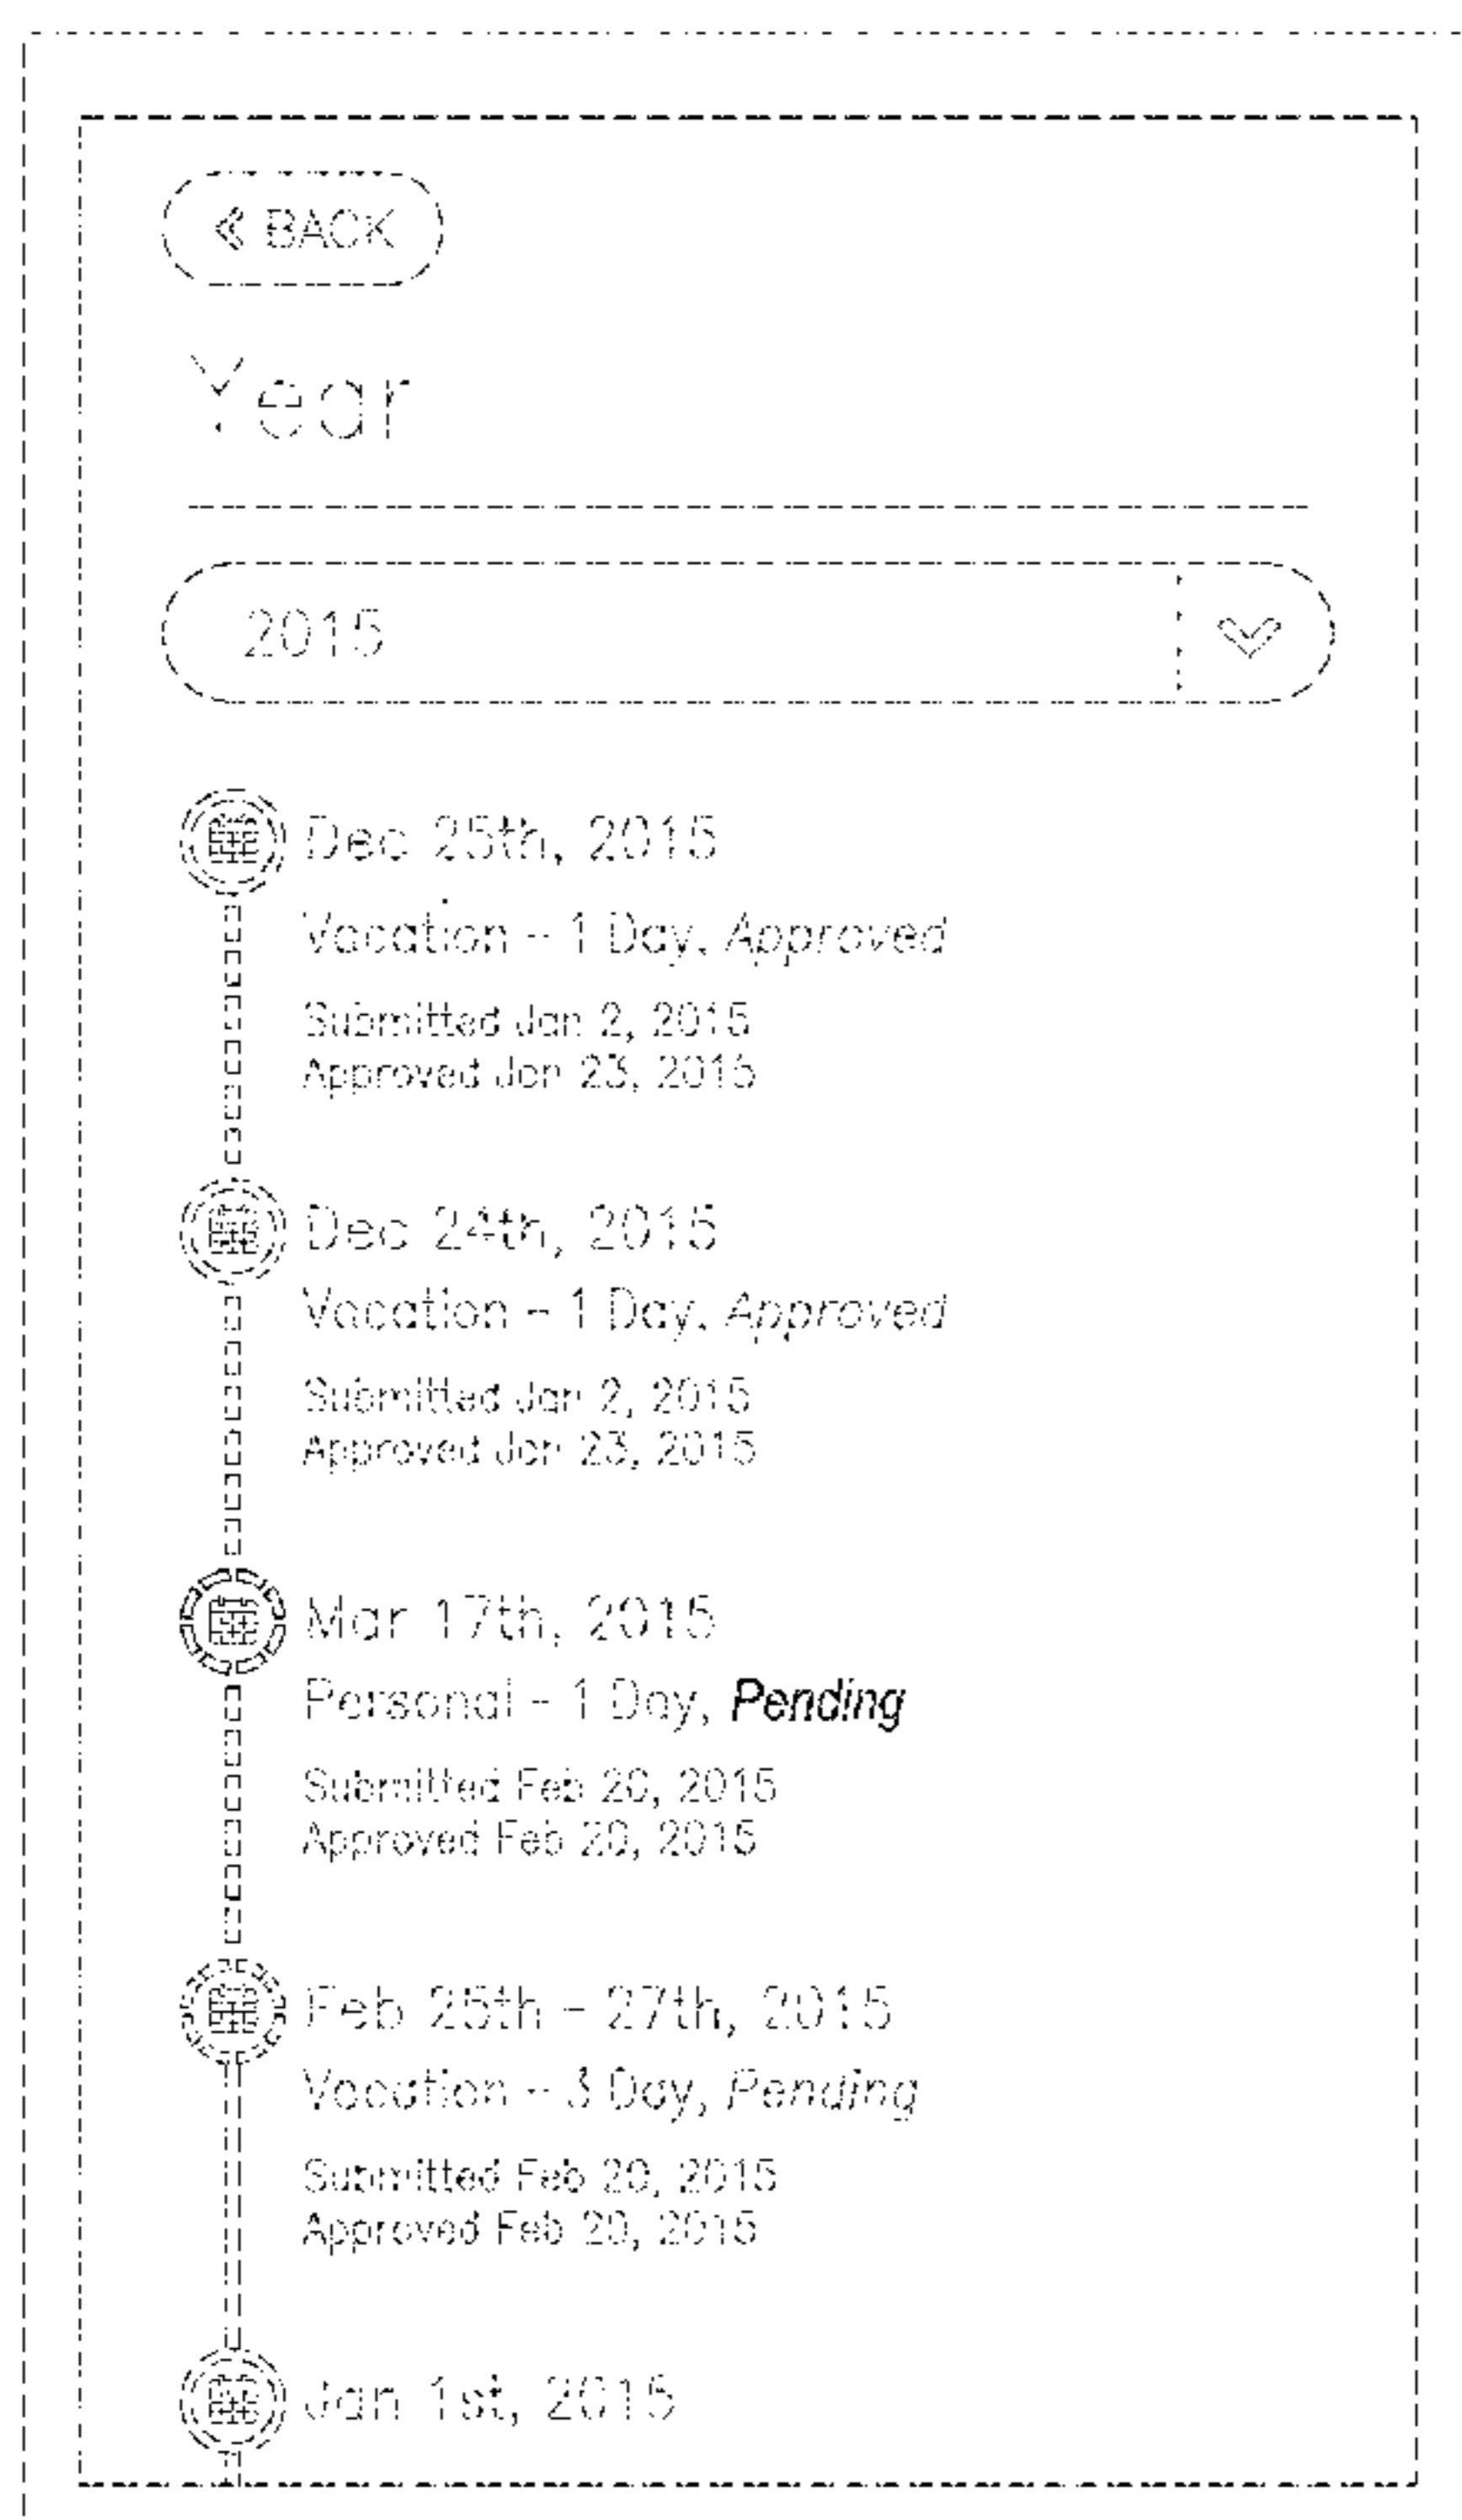 « BACK
Year
2015
Dec 25th, 2015
Vacation - 1 Day, Approved
Submitted Jan 2, 2015
Approved Jan 23, 2015
Dec 24th, 2015
Vacation - 1 Day, Approved
Submitted Jan 2, 2015
Approved Jan 23, 2015
Mar 17th, 2015
Personal - 1 Day, Pending
Submitted Feb 20, 2015
Approved Feb 20, 2015
Feb 25th - 27th, 2015
Vacation - 3 Day, Pending
Submitted Feb 20, 2015
Approved Feb 20, 2015
Jan 1st, 2015